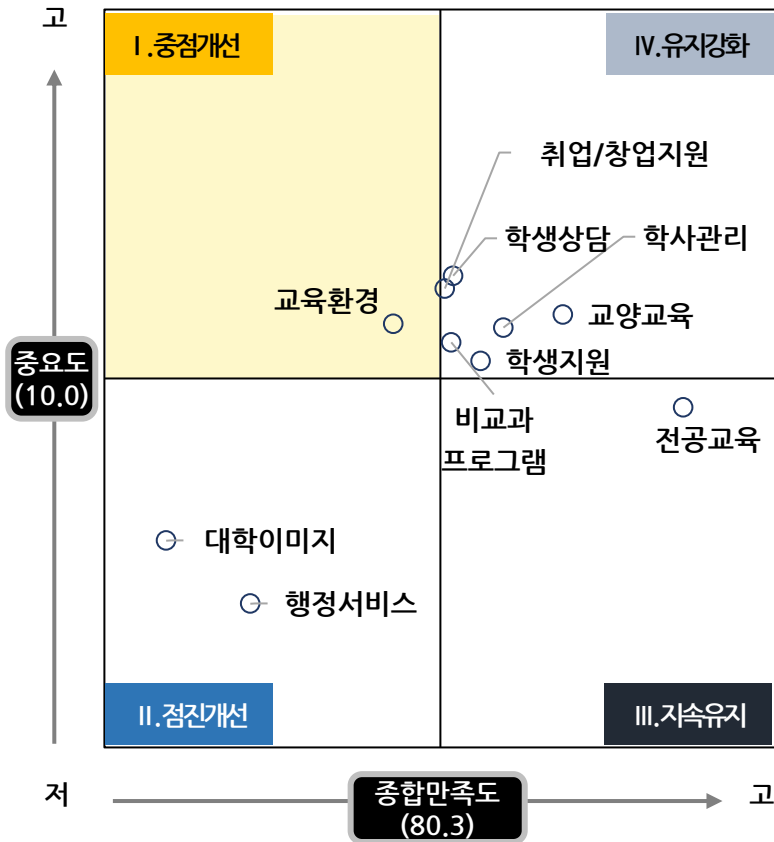 고
Ⅰ.중점개선
Ⅳ.유지강화
취업/창업지원
학생상담
학사관리
교육환경
교양교육
중요도
(10.0)
학생지원
비교과
프로그램
전공교육
대학이미지
행정서비스
Ⅱ.점진개선
Ⅲ.지속유지
저
종합만족도
(80.3)
고